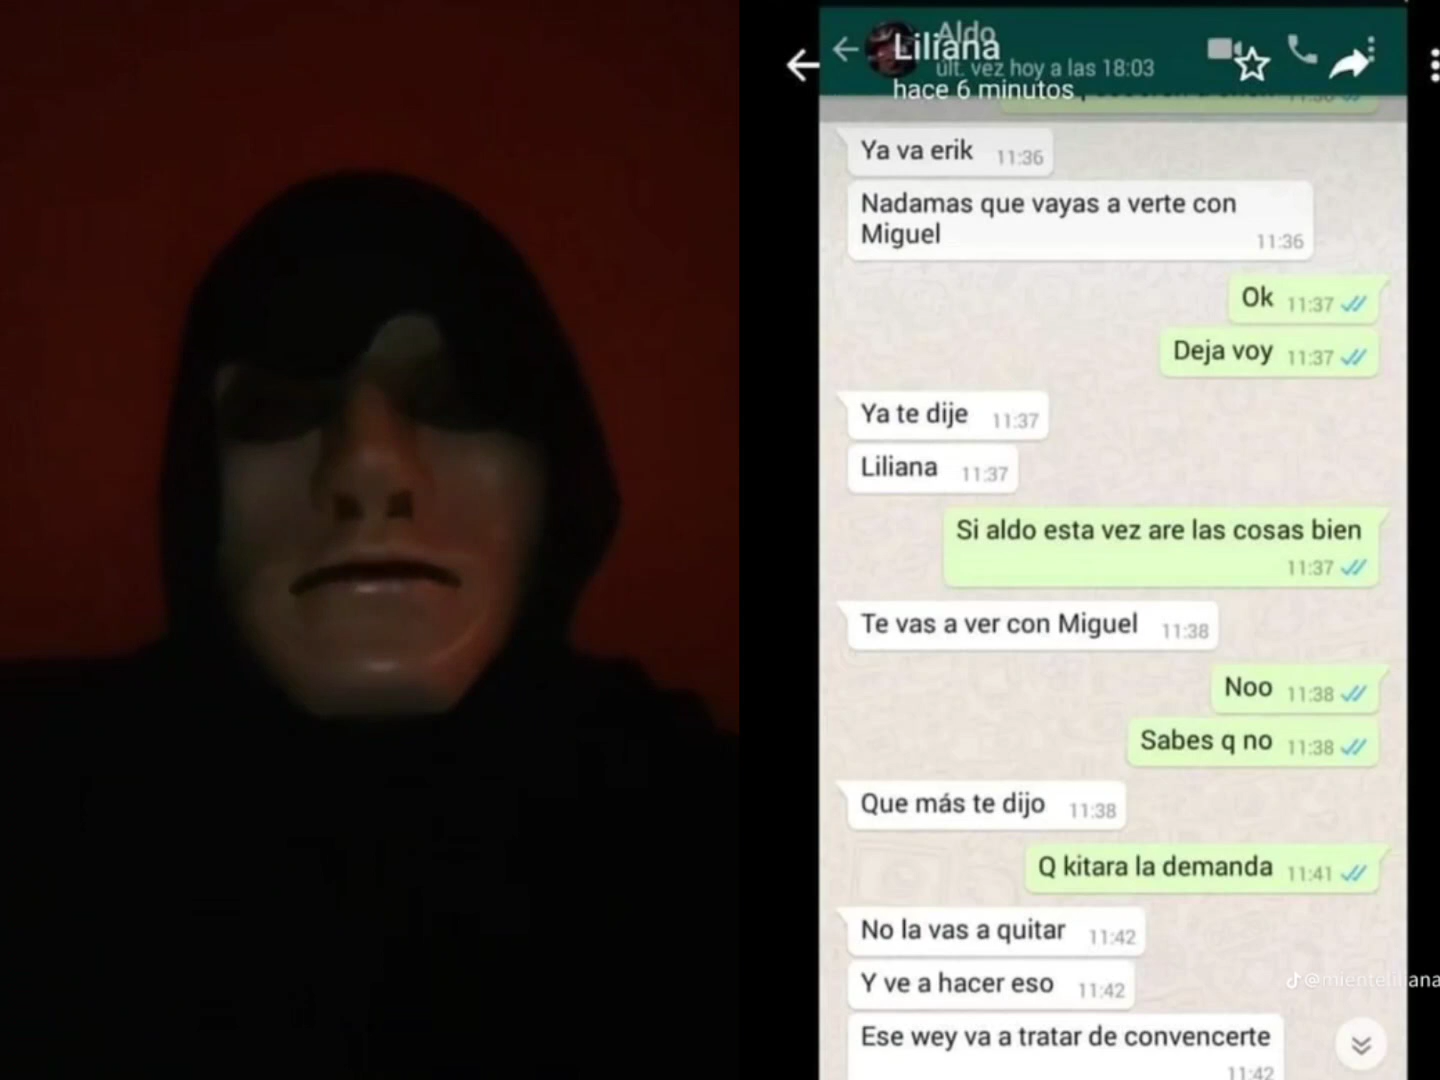 Aldo
Liliana
últ. vez hoy a las 18:03
hace 6 minutos
Ya va erik 11:36
Nadamas que vayas a verte con
Miguel 11:36
Ok 11:37
Deja voy 11:37
Ya te dije 11:37
Liliana 11:37
Si aldo esta vez are las cosas bien
11:37
Te vas a ver con Miguel 11:38
Noo 11:38
Sabes q no 11:38
Que más te dijo 11:38
Q kitara la demanda 11:41
No la vas a quitar 11:42
Y ve a hacer eso 11:42
@mienteliliana
Ese wey va a tratar de convencerte
11:42